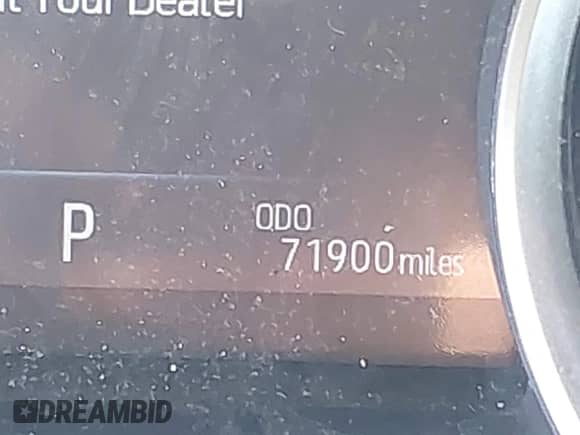 Your Dealer
P
ODO
71900 miles
DREAMBID